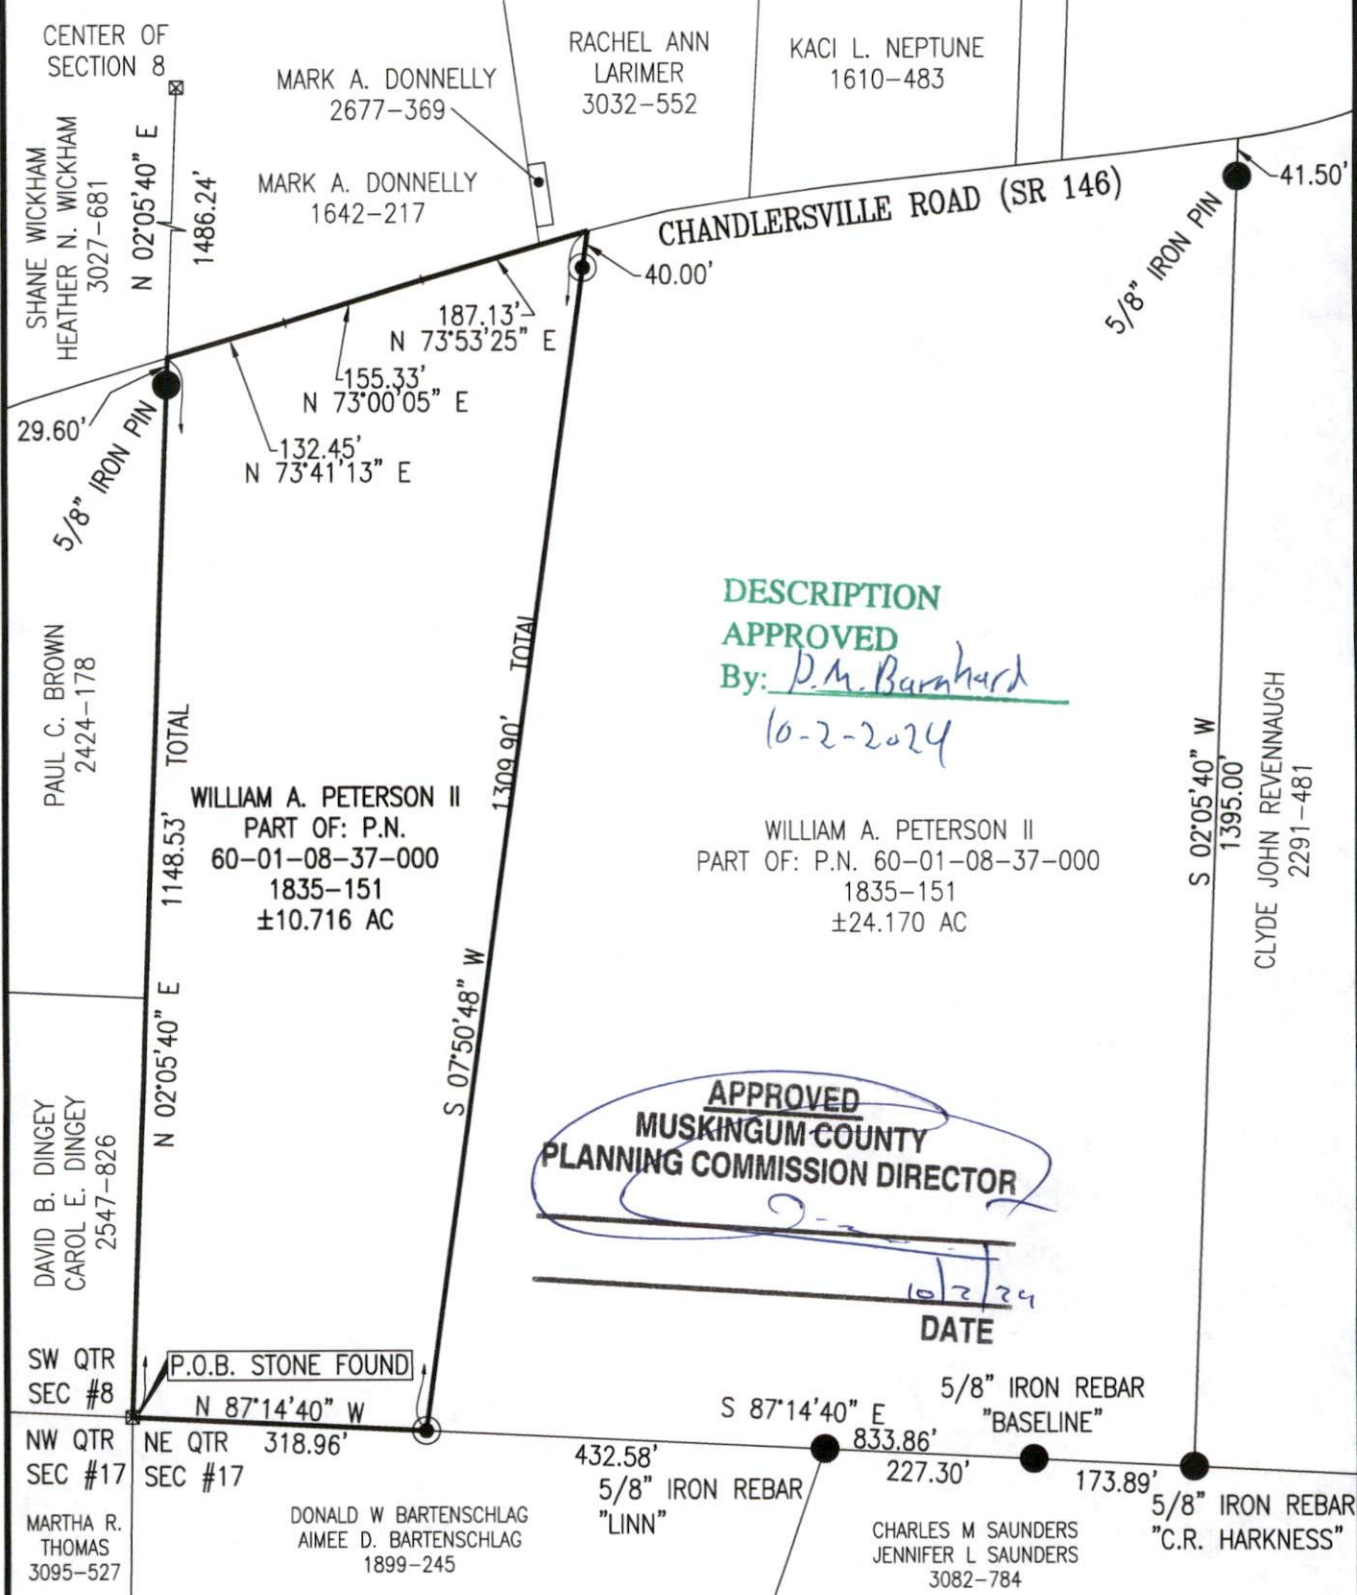 CENTER OF
SECTION 8
MARK A. DONNELLY
2677-369
RACHEL ANN
LARIMER
3032-552
KACI L. NEPTUNE
1610-483
SHANE WICKHAM
HEATHER N. WICKHAM
3027-681
N 02°05'40" E
1486.24'
MARK A. DONNELLY
1642-217
CHANDLERSVILLE ROAD (SR 146)
41.50'
5/8" IRON PIN
40.00'
187.13'
N 73°53'25" E
155.33'
N 73°00'05" E
132.45'
N 73°41'13" E
29.60'
5/8" IRON PIN
PAUL C. BROWN
2424-178
N 02°05'40" E 1148.53' TOTAL
WILLIAM A. PETERSON II
PART OF: P.N.
60-01-08-37-000
1835-151
±10.716 AC
S 07°50'48" W 1309.90' TOTAL
DESCRIPTION
APPROVED
By: D.M. Barnhard
10-2-2024
WILLIAM A. PETERSON II
PART OF: P.N. 60-01-08-37-000
1835-151
±24.170 AC
S 02°05'40" W
1395.00'
CLYDE JOHN REVENNAUGH
2291-481
DAVID B. DINGEY
CAROL E. DINGEY
2547-826
APPROVED
MUSKINGUM COUNTY
PLANNING COMMISSION DIRECTOR
10/2/24
DATE
SW QTR
SEC #8
P.O.B. STONE FOUND
N 87°14'40" W
318.96'
NW QTR
SEC #17
NE QTR
SEC #17
S 87°14'40" E
833.86'
432.58'
5/8" IRON REBAR
"LINN"
5/8" IRON REBAR
"BASELINE"
227.30'
173.89'
5/8" IRON REBAR
"C.R. HARKNESS"
MARTHA R.
THOMAS
3095-527
DONALD W BARTENSCHLAG
AIMEE D. BARTENSCHLAG
1899-245
CHARLES M SAUNDERS
JENNIFER L SAUNDERS
3082-784